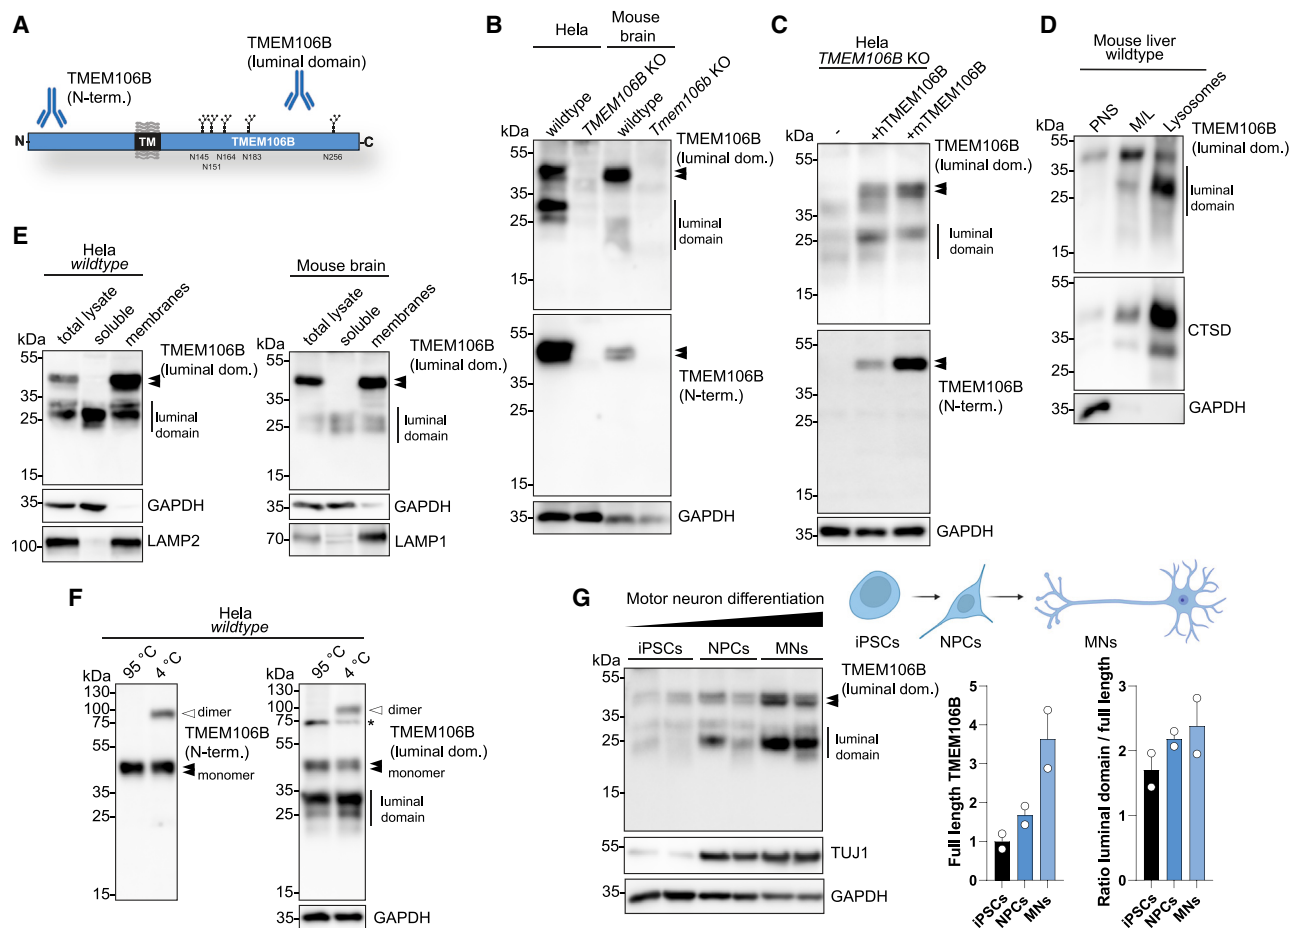 A
TMEM106B
(N-term.)
TMEM106B
(luminal domain)
N
TM
TMEM106B
C
N145
N151
N164
N183
N256
B
Hela
Mouse
brain
wildtype
TMEM106B KO
wildtype
Tmem106b KO
kDa
55
35
25
15
TMEM106B
(luminal dom.)
luminal
domain
55
35
25
15
TMEM106B
(N-term.)
35
GAPDH
C
Hela
TMEM106B KO
-
+hTMEM106B
+mTMEM106B
kDa
55
35
25
15
TMEM106B
(luminal dom.)
luminal
domain
55
35
25
15
TMEM106B
(N-term.)
35
GAPDH
D
Mouse liver
wildtype
PNS
M/L
Lysosomes
kDa
55
35
25
15
TMEM106B
(luminal dom.)
luminal
domain
55
35
25
CTSD
35
GAPDH
E
Hela
wildtype
total lysate
soluble
membranes
kDa
55
35
25
15
TMEM106B
(luminal dom.)
luminal
domain
35
GAPDH
100
LAMP2
Mouse brain
total lysate
soluble
membranes
kDa
55
35
25
15
TMEM106B
(luminal dom.)
luminal
domain
35
GAPDH
70
LAMP1
F
Hela
wildtype
95 °C
4 °C
kDa
130
100
75
55
35
25
15
dimer
TMEM106B
(N-term.)
monomer
95 °C
4 °C
kDa
130
100
75
55
35
25
15
dimer
*
TMEM106B
(luminal dom.)
monomer
luminal
domain
35
GAPDH
G
Motor neuron differentiation
iPSCs
NPCs
MNs
kDa
55
35
25
15
TMEM106B
(luminal dom.)
luminal
domain
55
TUJ1
35
GAPDH
iPSCs
NPCs
MNs
Full length TMEM106B
5
4
3
2
1
0
iPSCs
NPCs
MNs
Ratio luminal domain / full length
3
2
1
0
iPSCs
NPCs
MNs